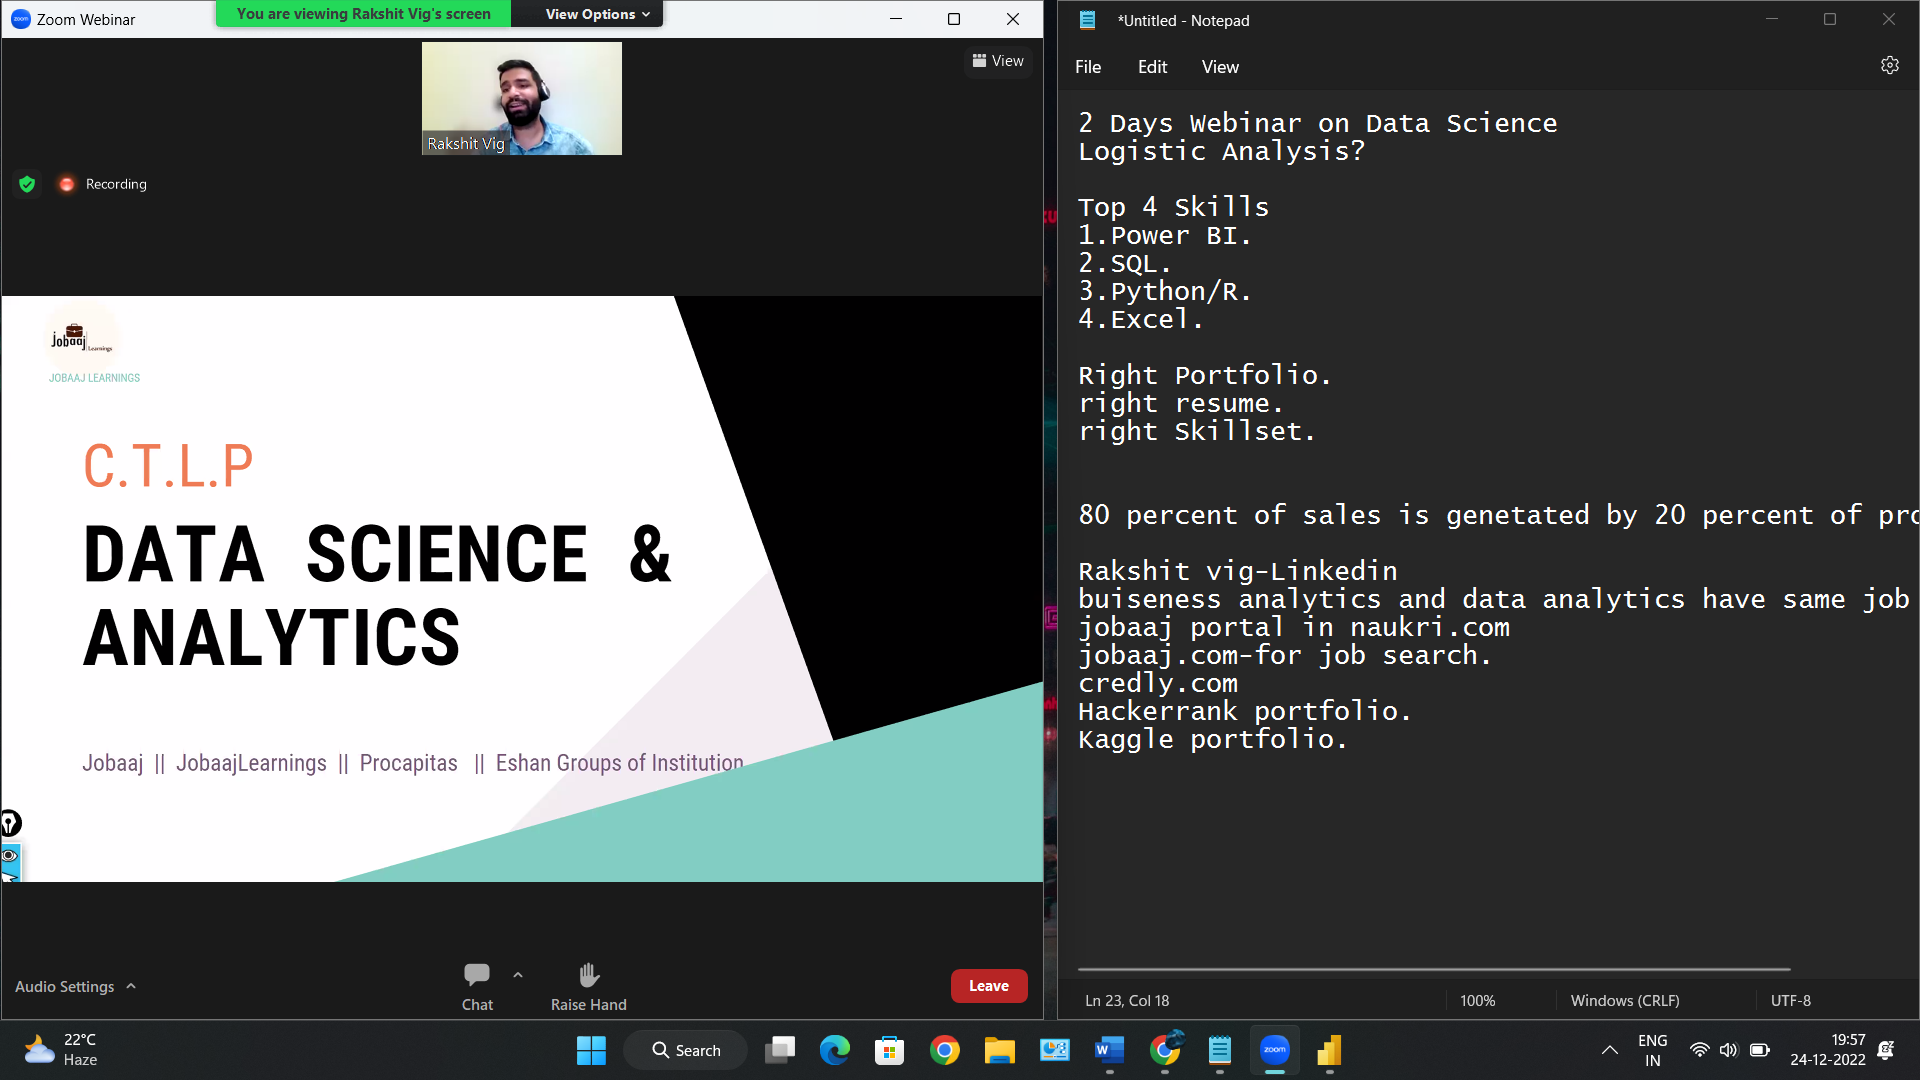 Zoom Webinar
You are viewing Rakshit Vig's screen
View Options
View
Rakshit Vig
Recording
jobaaj
Learnings
JOBAAJ LEARNINGS
C.T.L.P
DATA SCIENCE &
ANALYTICS
Jobaaj || JobaajLearnings || Procapitas || Eshan Groups of Institution
Audio Settings
Chat
Raise Hand
Leave
*Untitled - Notepad
File Edit View
2 Days Webinar on Data Science
Logistic Analysis?
Top 4 Skills
1.Power BI.
2.SQL.
3.Python/R.
4.Excel.
Right Portfolio.
right resume.
right Skillset.
80 percent of sales is genetated by 20 percent of
Rakshit vig-Linkedin
buiseness analytics and data analytics have same job
jobaaj portal in naukri.com
jobaaj.com-for job search.
credly.com
Hackerrank portfolio.
Kaggle portfolio.
Ln 23, Col 18
100%
Windows (CRLF)
UTF-8
22°C
Haze
Search
zoom
ENG
IN
19:57
24-12-2022